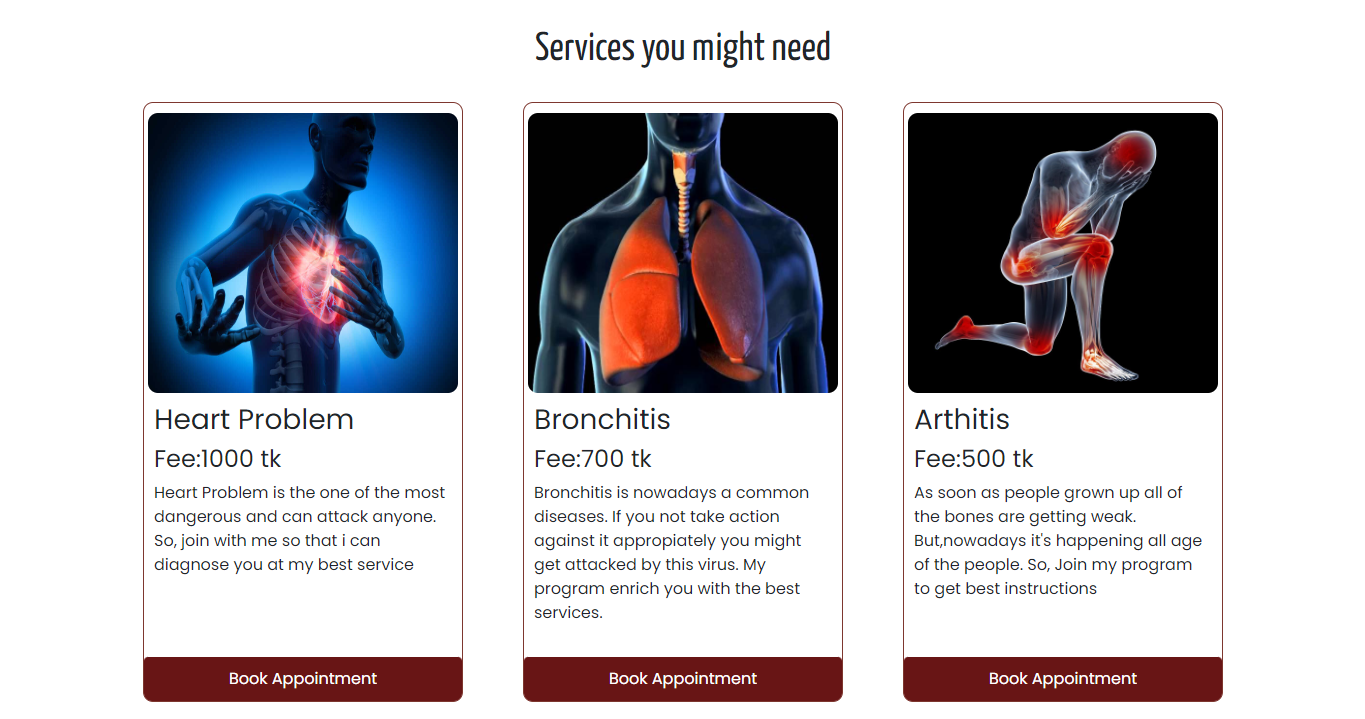 Services you might need
Heart Problem
Fee:1000 tk
Heart Problem is the one of the most
dangerous and can attack anyone.
So, join with me so that i can
diagnose you at my best service
Book Appointment
Bronchitis
Fee:700 tk
Bronchitis is nowadays a common
diseases. If you not take action
against it appropiately you might
get attacked by this virus. My
program enrich you with the best
services.
Book Appointment
Arthitis
Fee:500 tk
As soon as people grown up all of
the bones are getting weak.
But,nowadays it's happening all age
of the people. So, Join my program
to get best instructions
Book Appointment